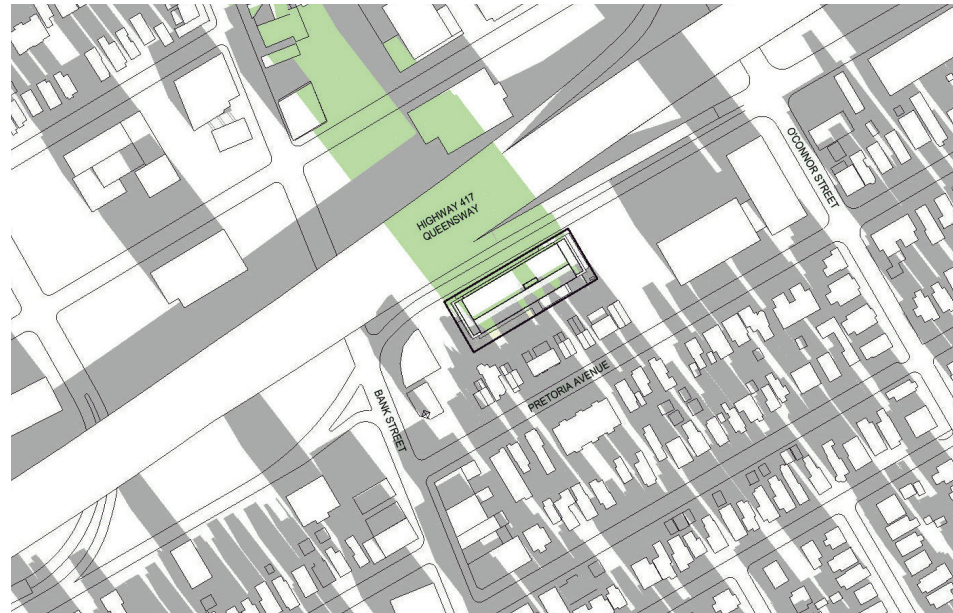 O'CONNOR STREET
HIGHWAY 417
QUEENSWAY
PRETORIA AVENUE
BANK STREET